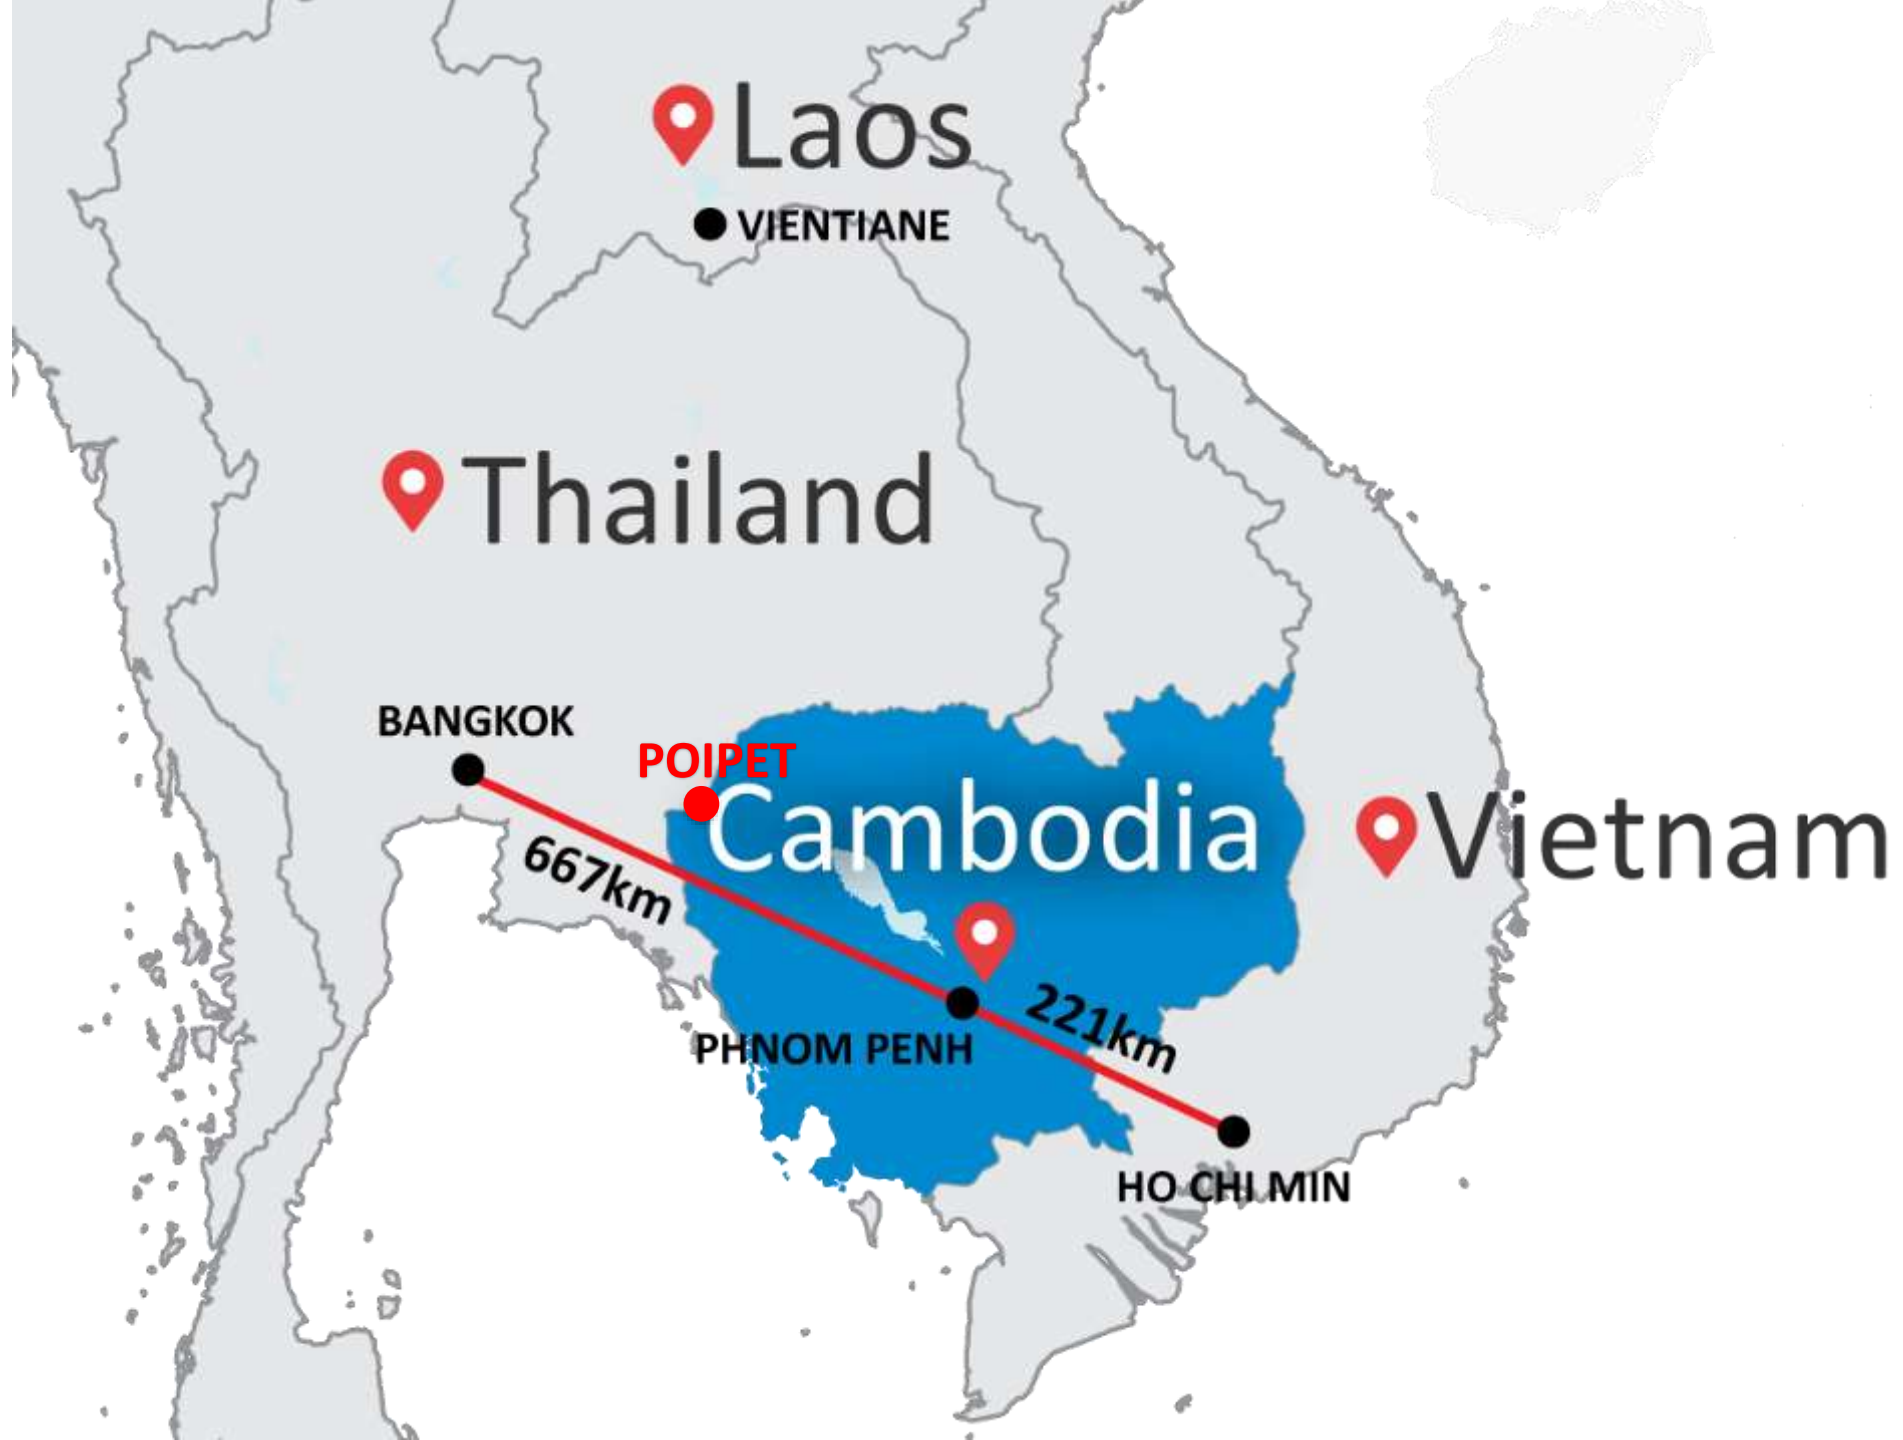 Laos
VIENTIANE
Thailand
BANGKOK
POIPET
Cambodia
Vietnam
667km
221km
PHNOM PENH
HO CHI MIN